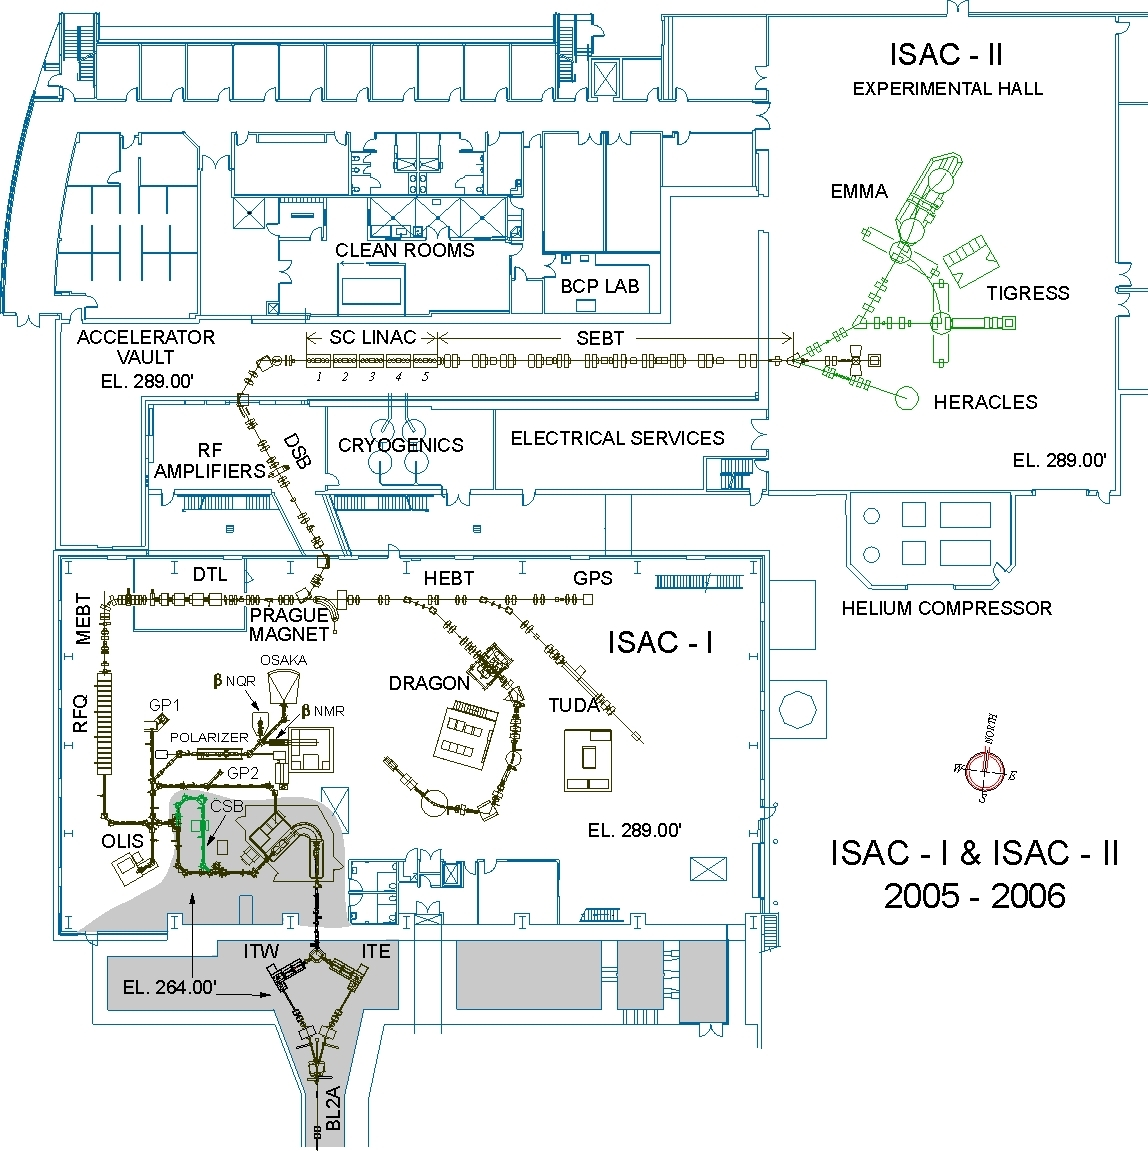 ISAC - II
EXPERIMENTAL HALL
EMMA
TIGRESS
HERACLES
EL. 289.00'
CLEAN ROOMS
BCP LAB
ACCELERATOR
VAULT
EL. 289.00'
SC LINAC
SEBT
1 2 3 4 5
RF
AMPLIFIERS
DSB
CRYOGENICS
ELECTRICAL SERVICES
HELIUM COMPRESSOR
DTL
HEBT
GPS
MEBT
PRAGUE
MAGNET
ISAC - I
RFQ
OSAKA
β NQR
β NMR
GP1
POLARIZER
GP2
CSB
DRAGON
TUDA
OLIS
EL. 289.00'
NORTH
W
E
S
ISAC - I & ISAC - II
2005 - 2006
ITW
ITE
EL. 264.00'
BL2A